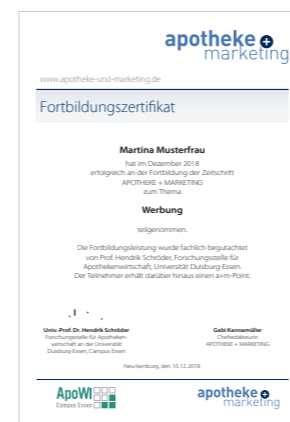 apotheke +
marketing
www.apotheke-und-marketing.de
Fortbildungszertifikat
Martina Musterfrau
hat im Dezember 2018
erfolgreich an der Fortbildung der Zeitschrift
APOTHEKE + MARKETING
zum Thema
Werbung
teilgenommen.
Die Fortbildungsleistung wurde fachlich begutachtet
von Prof. Hendrik Schröder, Forschungsstelle für
Apothekenwirtschaft, Universität Duisburg-Essen.
Der Teilnehmer erhält darüber hinaus einen a+m-Point.
Univ.-Prof. Dr. Hendrik Schröder
Forschungsstelle für Apotheken-
wirtschaft an der Universität
Duisburg-Essen, Campus Essen
Gabi Kannamüller
Chefredakteurin
APOTHEKE + MARKETING
Neu-Isenburg, den 10.12.2018
ApoWi
Campus Essen
apotheke +
marketing